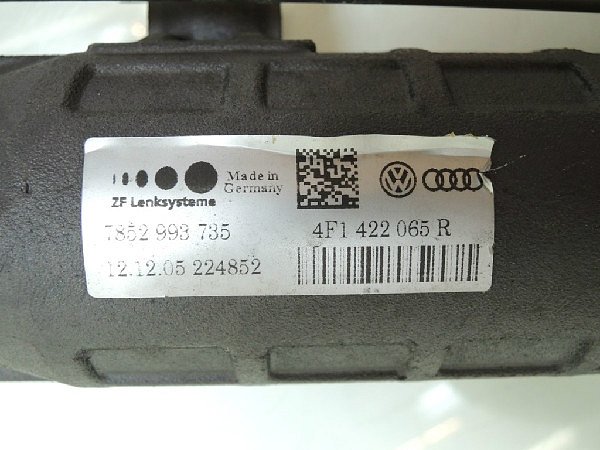 Made in
Germany
ZF Lenksysteme
7852 993 735
4F1 422 065 R
12.12.05 224852